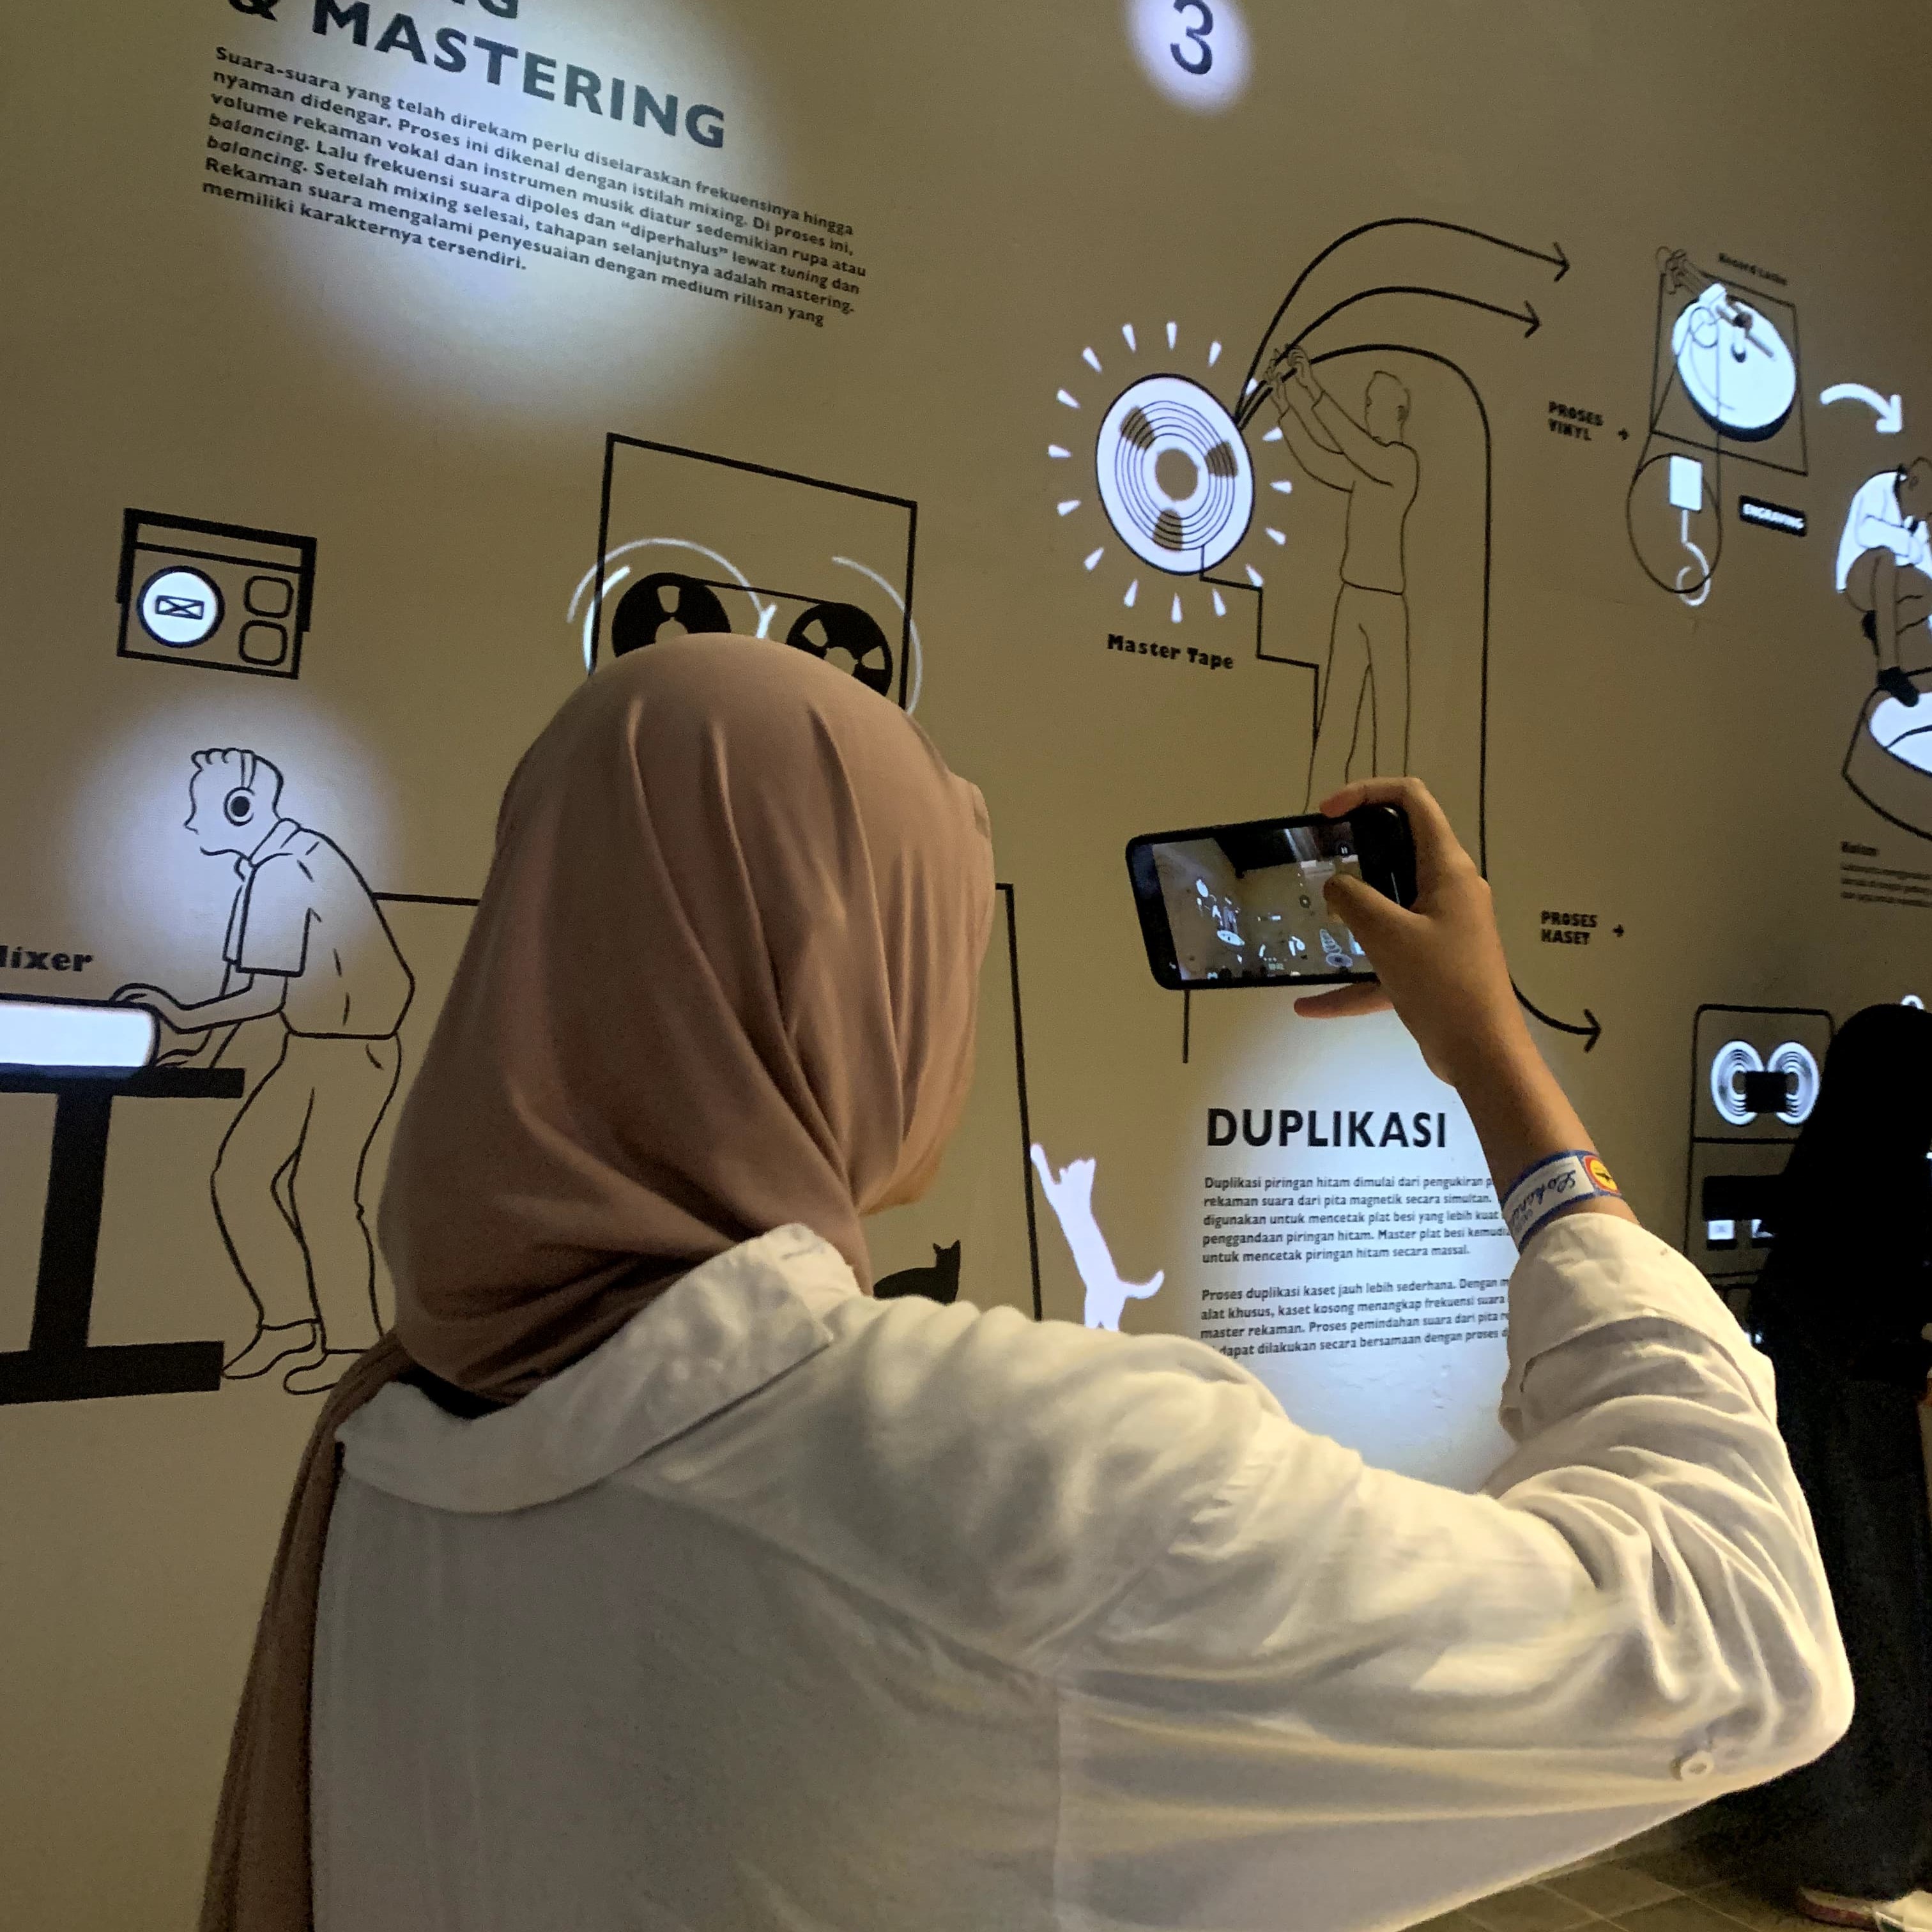 & MASTERING
Suara-suara yang telah direkam perlu diselaraskan frekuensinya hingga
nyaman didengar. Proses ini dikenal dengan istilah mixing. Di proses ini,
volume rekaman vokal dan instrumen musik diatur sedemikian rupa atau
balancing. Lalu frekuensi suara dipoles dan “diperhalus” lewat tuning dan
balancing. Setelah mixing selesai, tahapan selanjutnya adalah mastering.
Rekaman suara mengalami penyesuaian dengan medium rilisan yang
memiliki karakternya tersendiri.
3
Record Lathe
PROSES
VINYL →
ENGRAVING
Master Tape
ixer
PROSES
KASET →
DUPLIKASI
Duplikasi piringan hitam dimulai dari pengukiran
rekaman suara dari pita magnetik secara simultan.
digunakan untuk mencetak plat besi yang lebih kuat
penggandaan piringan hitam. Master plat besi kemudi
untuk mencetak piringan hitam secara massal.
Proses duplikasi kaset jauh lebih sederhana. Dengan
alat khusus, kaset kosong menangkap frekuensi suara
master rekaman. Proses pemindahan suara dari pita
dapat dilakukan secara bersamaan dengan proses
Lokan